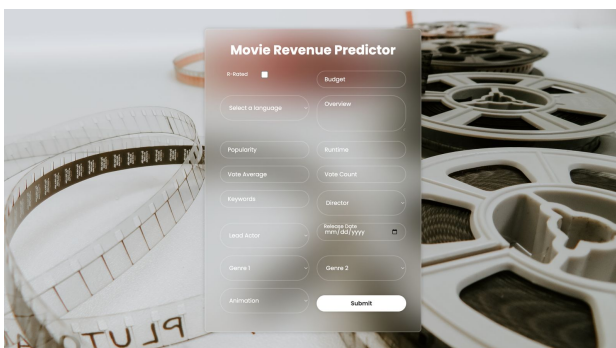 Movie Revenue Predictor
R-Rated
Budget
Select a language
Overview
Popularity
Runtime
Vote Average
Vote Count
Keywords
Director
Lead Actor
Release Date
mm/dd/yyyy
Genre 1
Genre 2
Animation
Submit